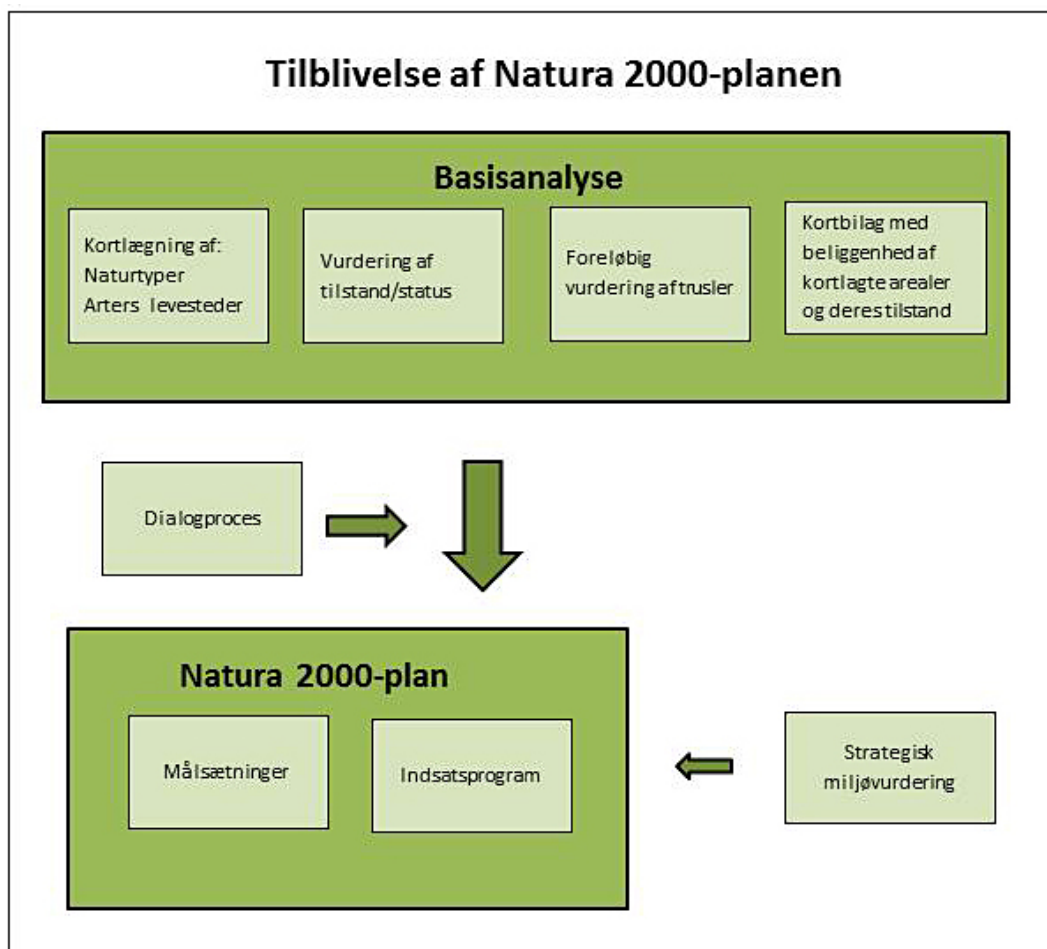 Tilblivelse af Natura 2000-planen
Basisanalyse
Kortlægning af:
Naturtyper
Arters levesteder
Vurdering af
tilstand/status
Foreløbig
vurdering af trusler
Kortbilag med
beliggenhed af
kortlagte arealer
og deres tilstand
Dialogproces
Natura 2000-plan
Målsætninger
Indsatsprogram
Strategisk
miljøvurdering